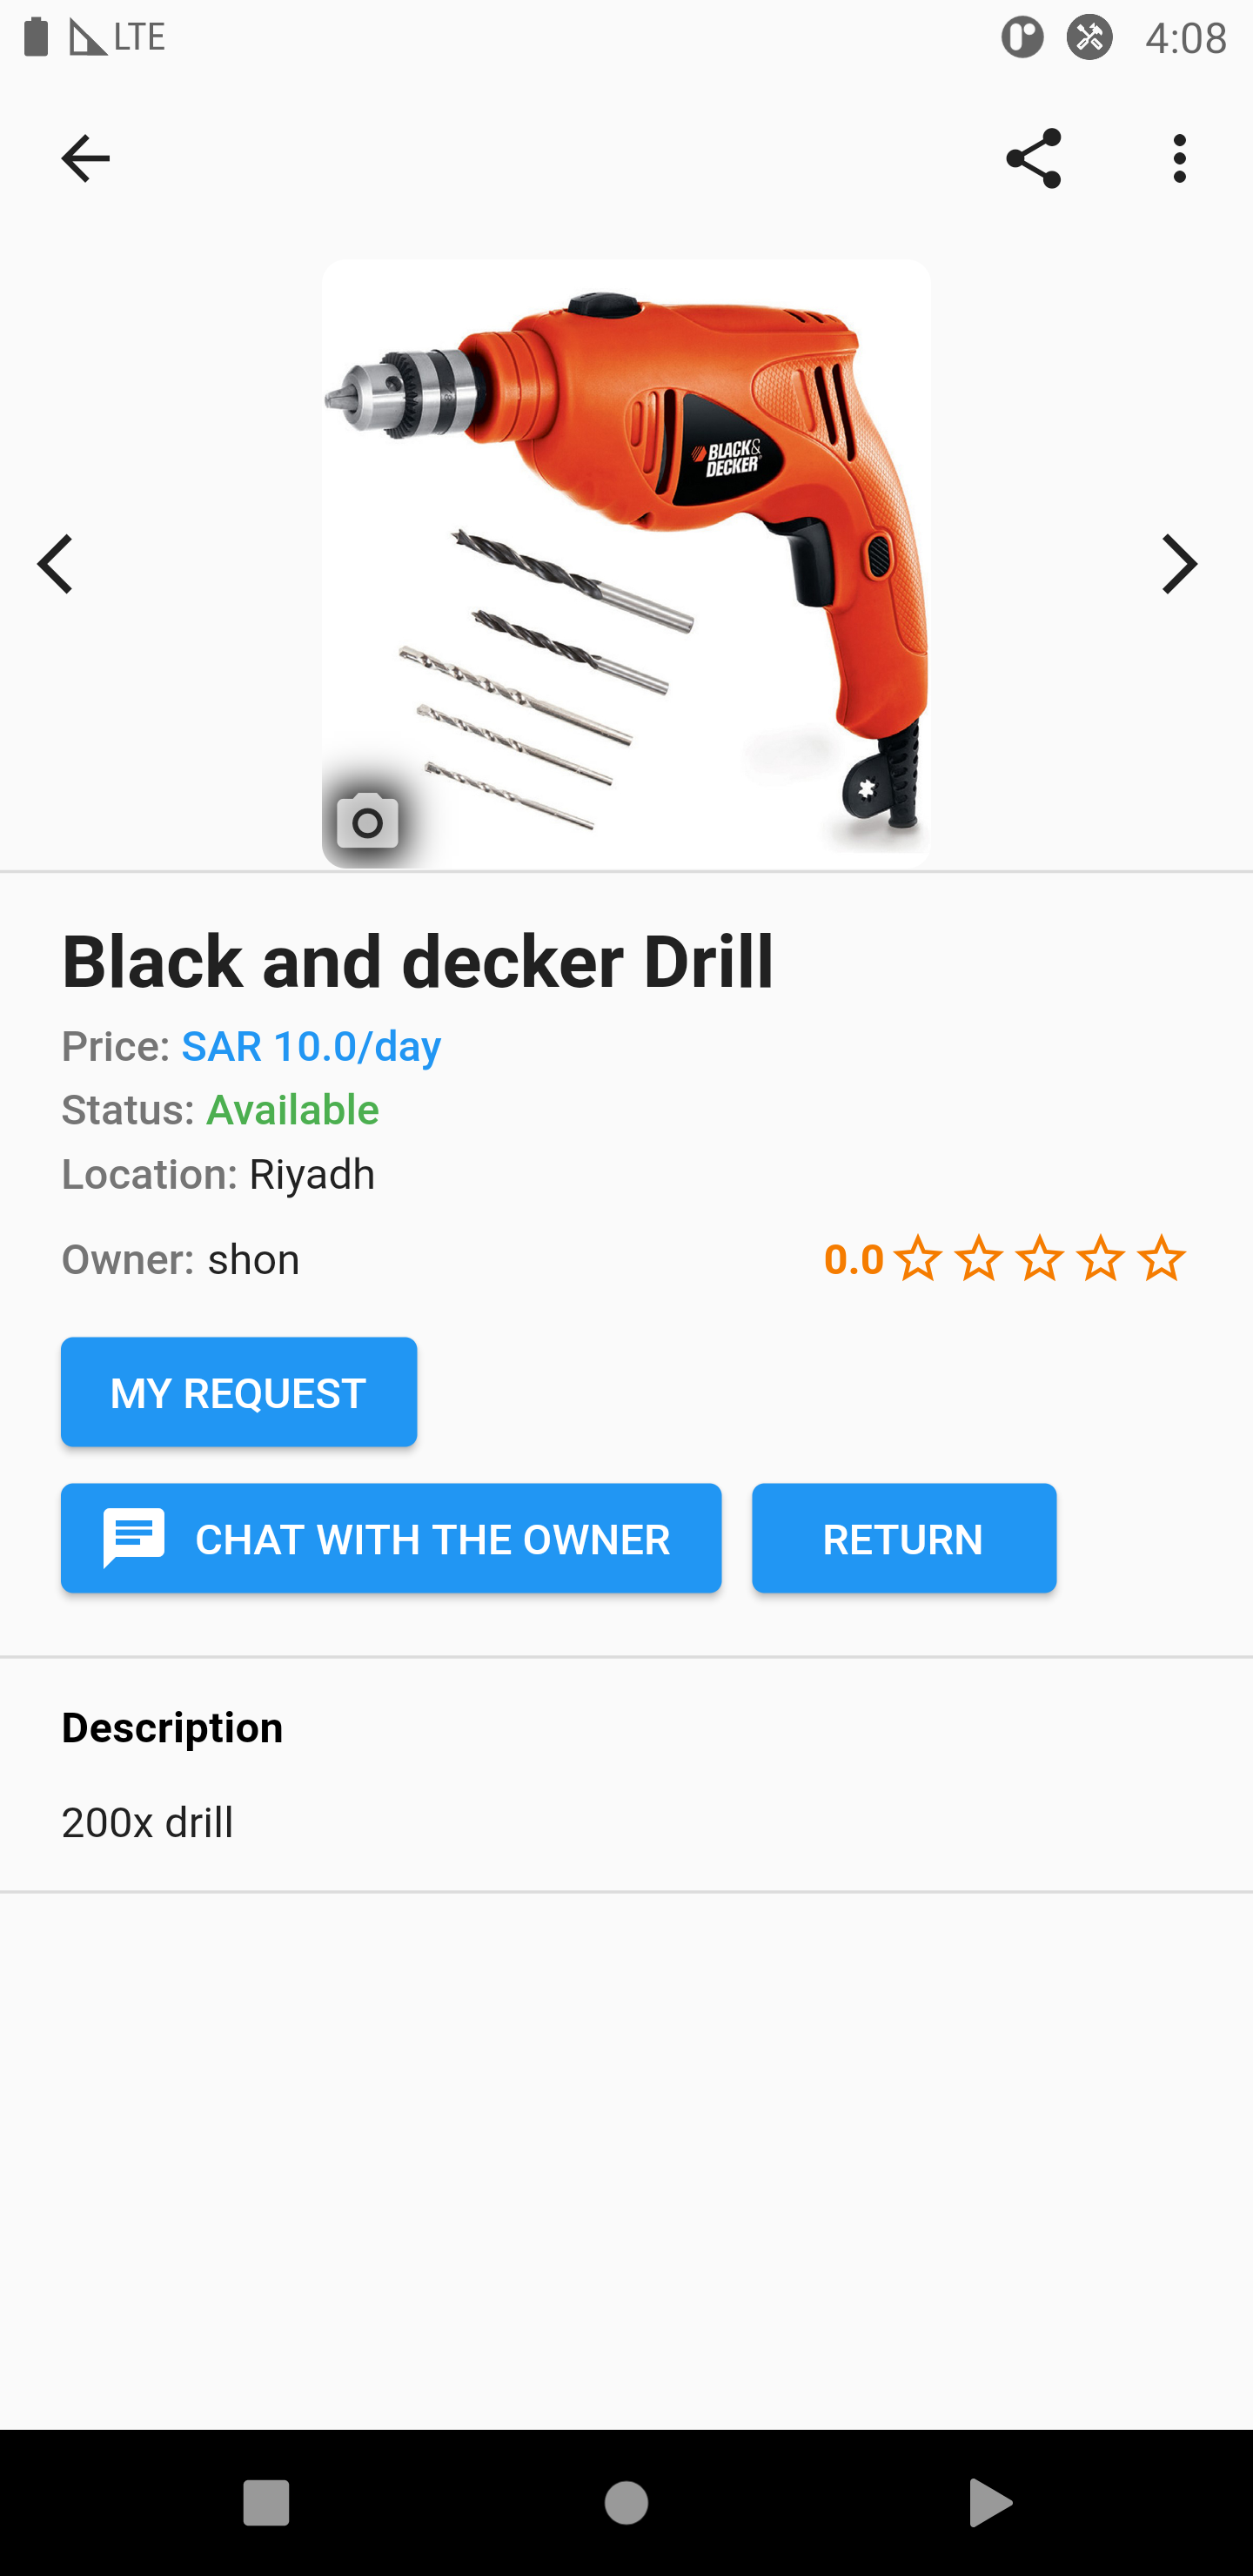 LTE 4:08
BLACK&
DECKER
Black and decker Drill
Price: SAR 10.0/day
Status: Available
Location: Riyadh
Owner: shon 0.0
MY REQUEST
CHAT WITH THE OWNER RETURN
Description
200x drill